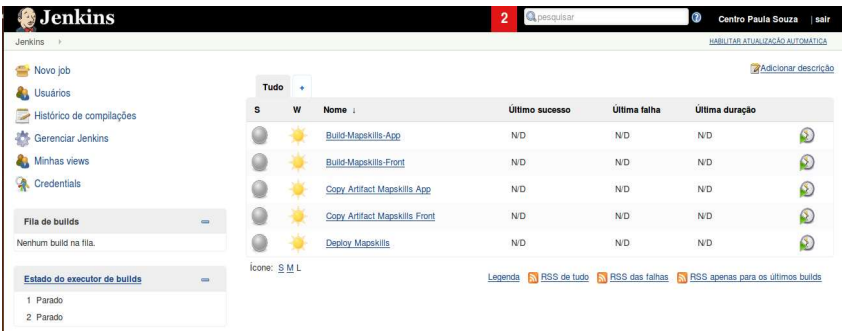 Jenkins
2
pesquisar
Centro Paula Souza | sair
Jenkins
HABILITAR ATUALIZAÇÃO AUTOMÁTICA
Novo job
Usuários
Histórico de compilações
Gerenciar Jenkins
Minhas views
Credentials
Fila de builds
Nenhum build na fila.
Estado do executor de builds
1 Parado
2 Parado
Adicionar descrição
Tudo +
S W Nome ↓ Último sucesso Última falha Última duração
Build-Mapskills-App N/D N/D N/D
Build-Mapskills-Front N/D N/D N/D
Copy Artifact Mapskills App N/D N/D N/D
Copy Artifact Mapskills Front N/D N/D N/D
Deploy Mapskills N/D N/D N/D
Ícone: S M L
Legenda RSS de tudo RSS das falhas RSS apenas para os últimos builds